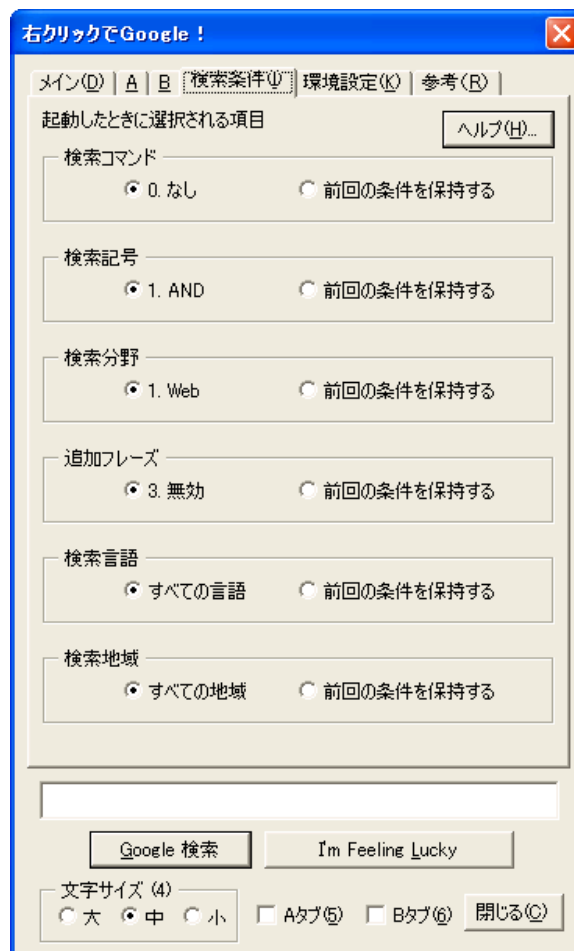 右クリックでGoogle！
メイン(D) A B 検索条件(I) 環境設定(K) 参考(R)
起動したときに選択される項目
ヘルプ(H)...
検索コマンド
0. なし 前回の条件を保持する
検索記号
1. AND 前回の条件を保持する
検索分野
1. Web 前回の条件を保持する
追加フレーズ
3. 無効 前回の条件を保持する
検索言語
すべての言語 前回の条件を保持する
検索地域
すべての地域 前回の条件を保持する
Google 検索 I'm Feeling Lucky
文字サイズ (4)
大 中 小 Aタブ(5) Bタブ(6) 閉じる(C)